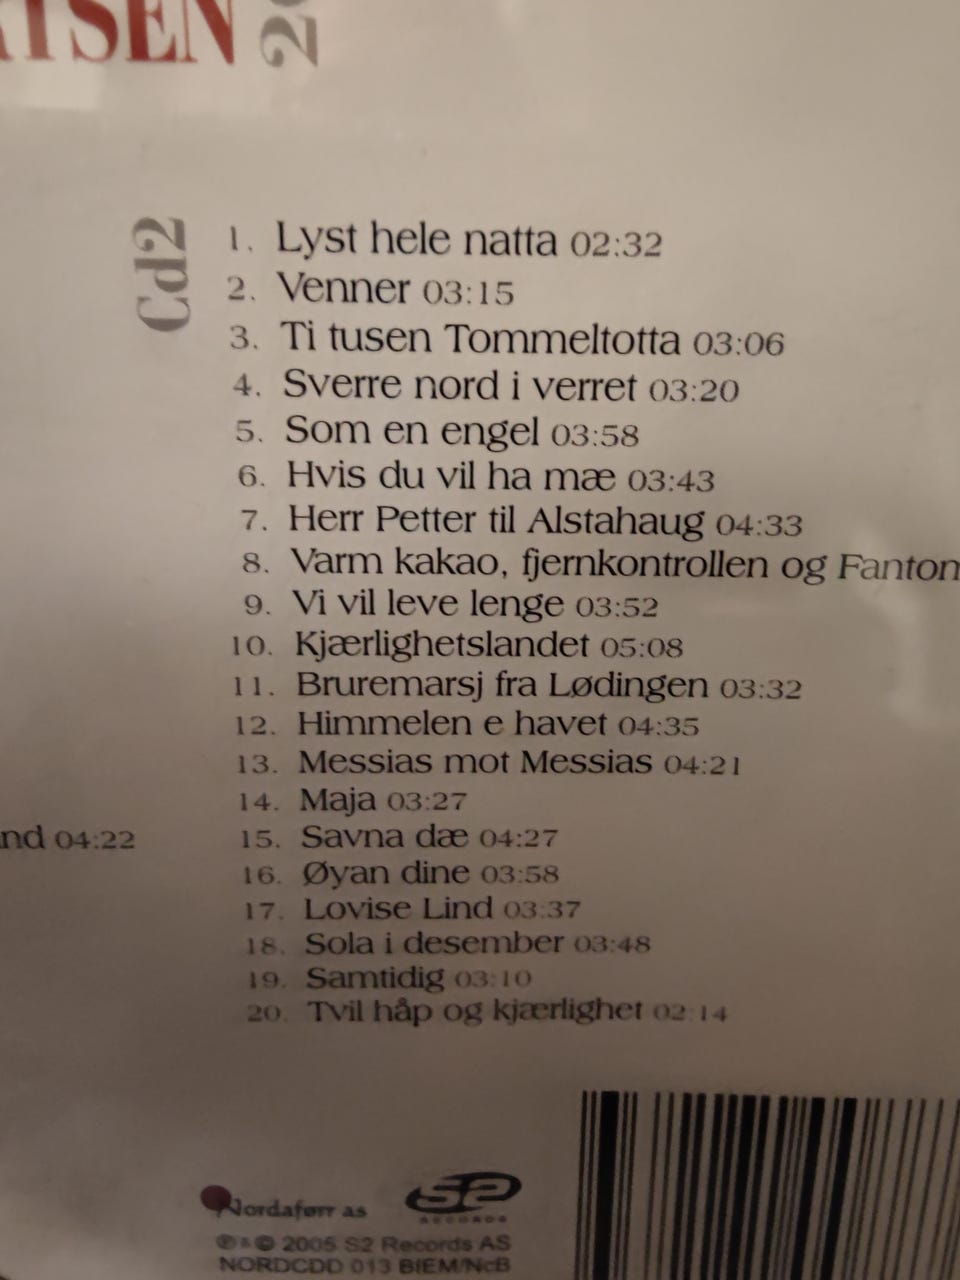 RTSEN 20
Cd2
1. Lyst hele natta 02:32
2. Venner 03:15
3. Ti tusen Tommeltotta 03:06
4. Sverre nord i verret 03:20
5. Som en engel 03:58
6. Hvis du vil ha mæ 03:43
7. Herr Petter til Alstahaug 04:33
8. Varm kakao, fjernkontrollen og Fanton
9. Vi vil leve lenge 03:52
10. Kjærlighetslandet 05:08
11. Bruremarsj fra Lødingen 03:32
12. Himmelen e havet 04:35
13. Messias mot Messias 04:21
14. Maja 03:27
nd 04:22
15. Savna dæ 04:27
16. Øyan dine 03:58
17. Lovise Lind 03:37
18. Sola i desember 03:48
19. Samtidig 03:10
20. Tvil håp og kjærlighet 02:14
Nordaførr as
S2 RECORDS
℗ & © 2005 S2 Records AS
NORDCDD 013 BIEM/NcB